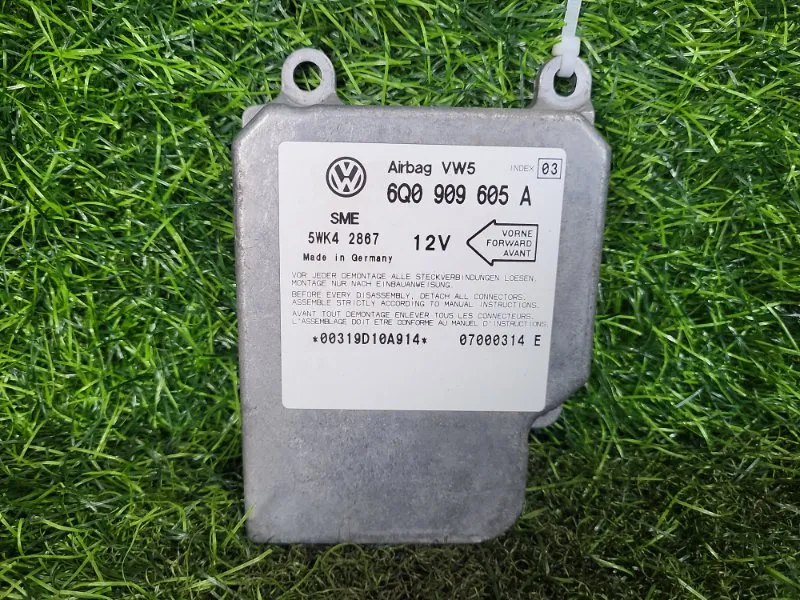 Airbag VW5 INDEX 03
6Q0 909 605 A
SME
5WK4 2867 12V
Made in Germany
VORNE
FORWARD
AVANT
VOR JEDER DEMONTAGE ALLE STECKVERBINDUNGEN LOESEN.
MONTAGE NUR NACH EINBAUANWEISUNG.
BEFORE EVERY DISASSEMBLY, DETACH ALL CONNECTORS.
ASSEMBLE STRICTLY ACCORDING TO MANUAL INSTRUCTIONS.
AVANT TOUT DEMONTAGE ENLEVER TOUS LES CONNECTEURS.
L'ASSEMBLAGE DOIT ETRE CONFORME AU MANUEL D'INSTRUCTIONS.
*00319D10A914* 07000314 E